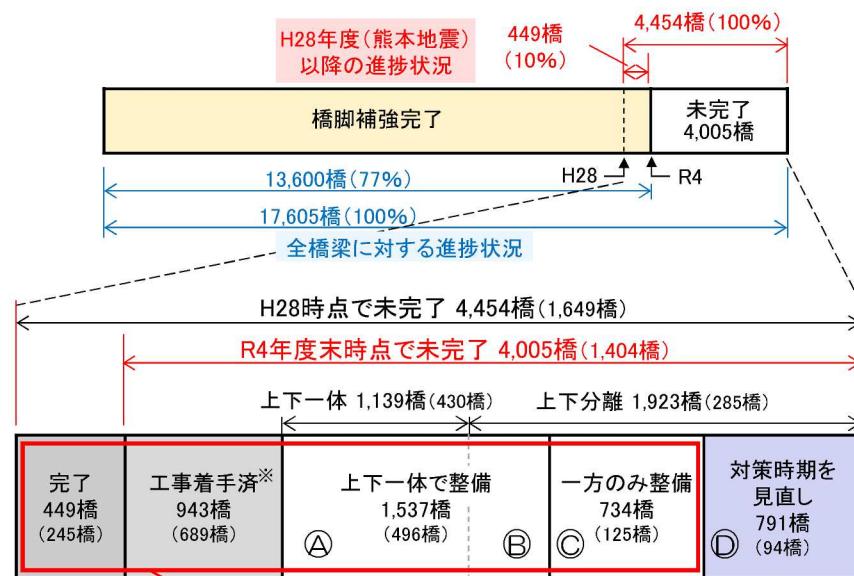 H28年度(熊本地震)
以降の進捗状況
449橋
(10%)
4,454橋(100%)
橋脚補強完了
未完了
4,005橋
H28
R4
13,600橋(77%)
17,605橋(100%)
全橋梁に対する進捗状況
H28時点で未完了 4,454橋(1,649橋)
R4年度末時点で未完了 4,005橋(1,404橋)
上下一体 1,139橋(430橋)
上下分離 1,923橋(285橋)
完了
449橋
(245橋)
工事着手済※
943橋
(689橋)
上下一体で整備
1,537橋
(496橋)
Ⓐ
Ⓑ
一方のみ整備
734橋
(125橋)
Ⓒ
対策時期を
見直し
791橋
(94橋)
Ⓓ